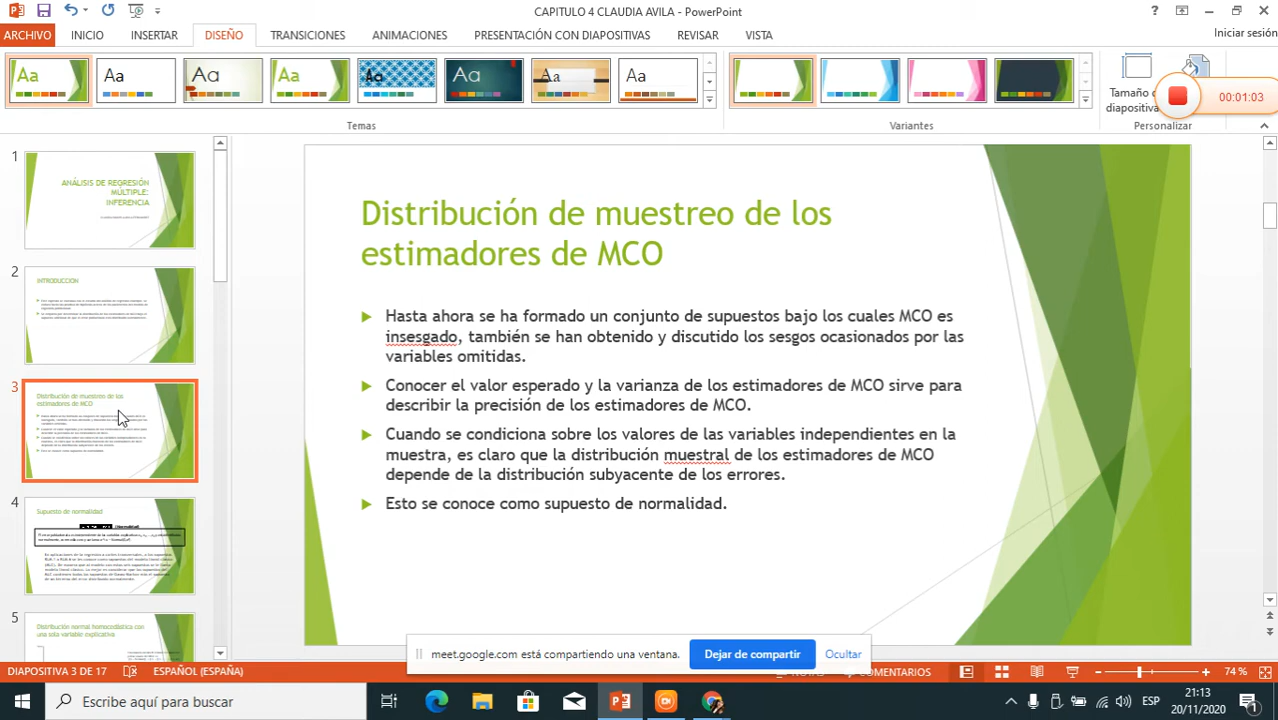 CAPITULO 4 CLAUDIA AVILA - PowerPoint
ARCHIVO INICIO INSERTAR DISEÑO TRANSICIONES ANIMACIONES PRESENTACIÓN CON DIAPOSITIVAS REVISAR VISTA
Iniciar sesión
Aa Aa Aa Aa Aa Aa Aa Aa
Tamaño
diapositiva
00:01:03
Temas
Variantes
Personalizar
1
ANÁLISIS DE REGRESIÓN
MÚLTIPLE:
INFERENCIA
2
INTRODUCCION
3
Distribución de muestreo de los
estimadores de MCO
4
Supuesto de normalidad
5
Distribución normal homocedástica con
una sola variable explicativa
Distribución de muestreo de los
estimadores de MCO
Hasta ahora se ha formado un conjunto de supuestos bajo los cuales MCO es
insesgado, también se han obtenido y discutido los sesgos ocasionados por las
variables omitidas.
Conocer el valor esperado y la varianza de los estimadores de MCO sirve para
describir la precisión de los estimadores de MCO.
Cuando se condiciona sobre los valores de las variables independientes en la
muestra, es claro que la distribución muestral de los estimadores de MCO
depende de la distribución subyacente de los errores.
Esto se conoce como supuesto de normalidad.
meet.google.com está compartiendo una ventana.
Dejar de compartir
Ocultar
DIAPOSITIVA 3 DE 17
ESPAÑOL (ESPAÑA)
NOTAS
COMENTARIOS
74 %
Escribe aquí para buscar
ESP
21:13
20/11/2020
1